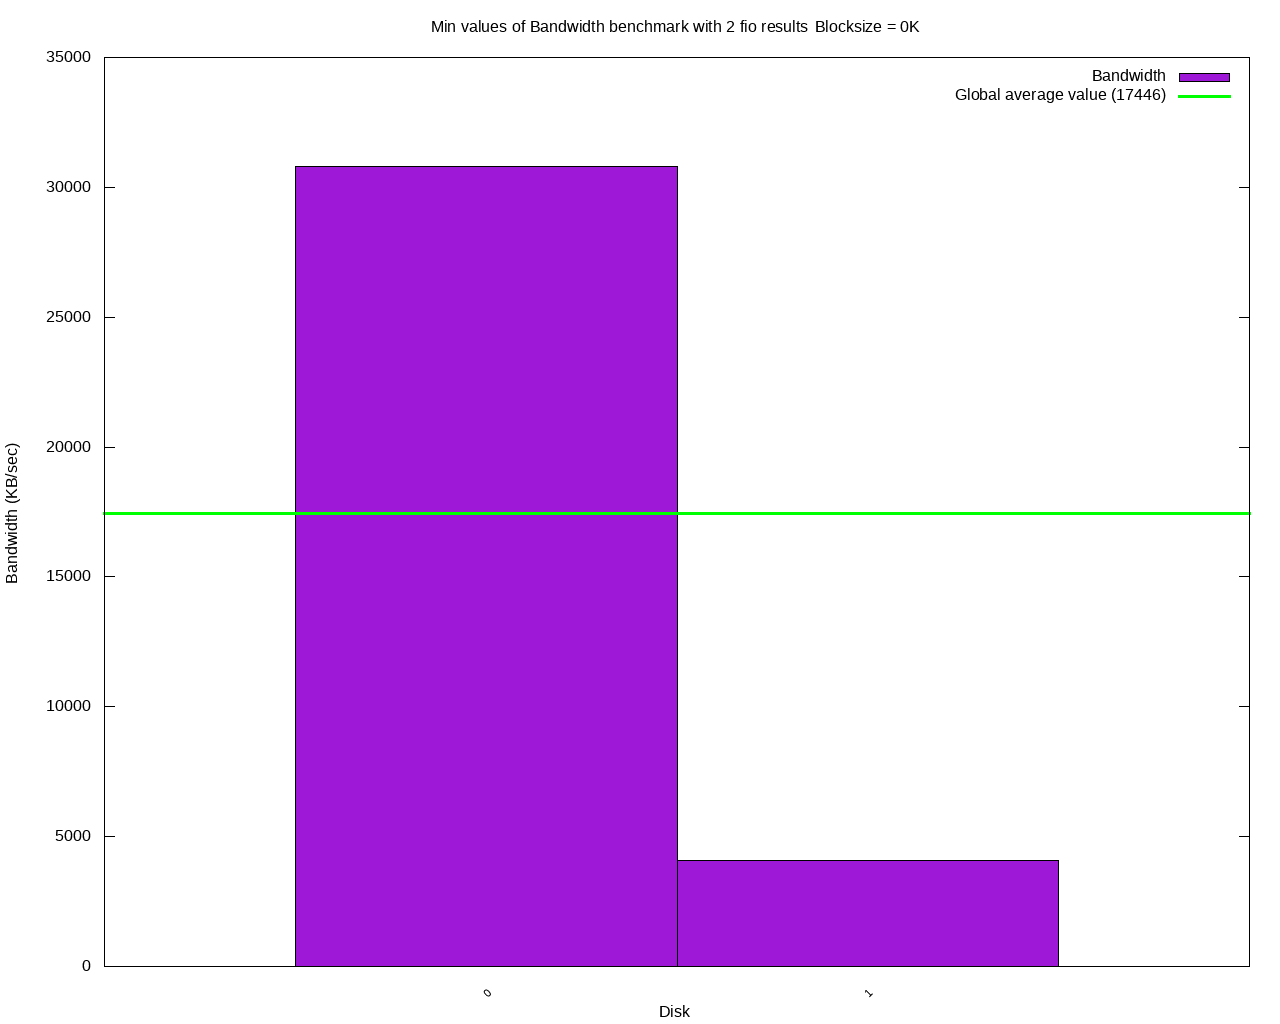 Min values of Bandwidth benchmark with 2 fio results Blocksize = 0K
35000
30000
25000
20000
15000
10000
5000
0
Bandwidth (KB/sec)
Bandwidth
Global average value (17446)
0
1
Disk